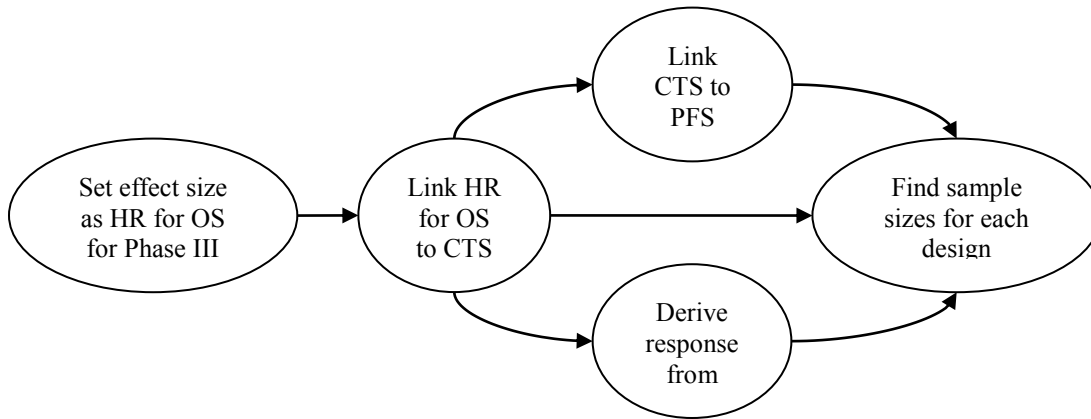 Set effect size
as HR for OS
for Phase III
Link HR
for OS
to CTS
Link
CTS to
PFS
Derive
response
from
Find sample
sizes for each
design